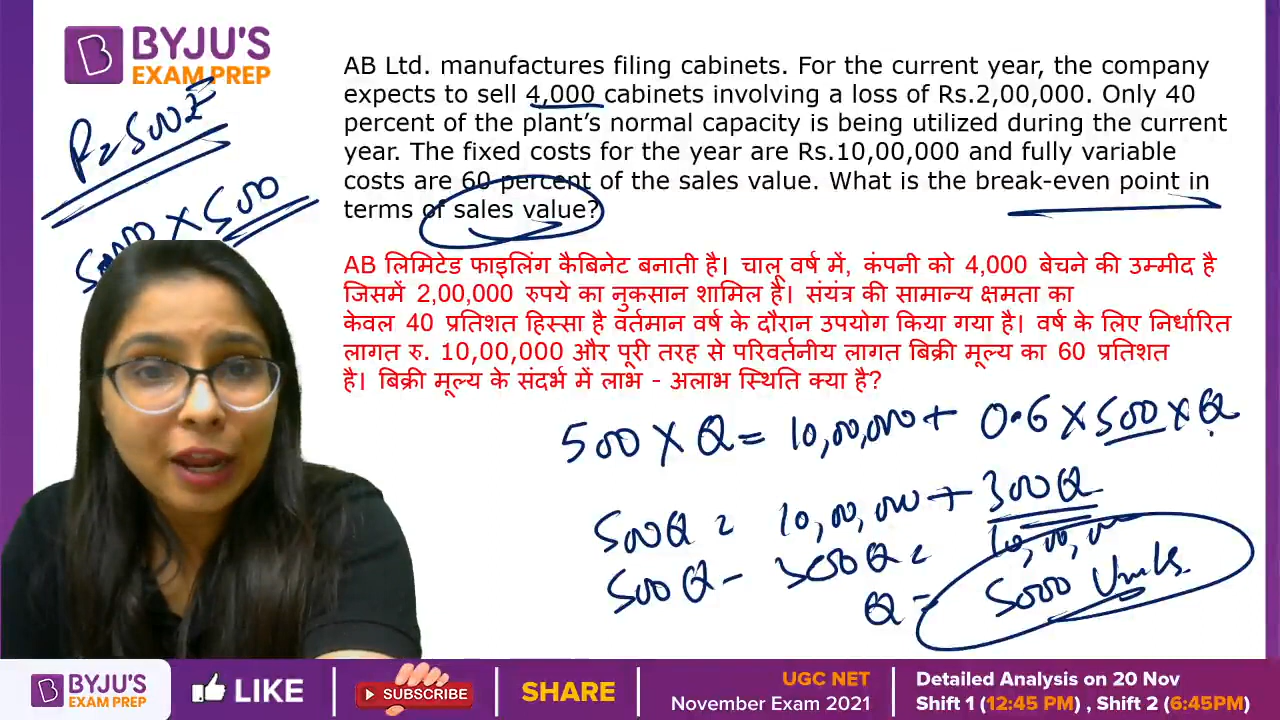 BYJU'S
EXAM PREP
P = 500₹
5000 × 500
AB Ltd. manufactures filing cabinets. For the current year, the company
expects to sell 4,000 cabinets involving a loss of Rs.2,00,000. Only 40
percent of the plant's normal capacity is being utilized during the current
year. The fixed costs for the year are Rs.10,00,000 and fully variable
costs are 60 percent of the sales value. What is the break-even point in
terms of sales value?
AB लिमिटेड फाइलिंग कैबिनेट बनाती है। चालू वर्ष में, कंपनी को 4,000 बेचने की उम्मीद है
जिसमें 2,00,000 रुपये का नुकसान शामिल है। संयंत्र की सामान्य क्षमता का
केवल 40 प्रतिशत हिस्सा है वर्तमान वर्ष के दौरान उपयोग किया गया है। वर्ष के लिए निर्धारित
लागत रु. 10,00,000 और पूरी तरह से परिवर्तनीय लागत बिक्री मूल्य का 60 प्रतिशत
है। बिक्री मूल्य के संदर्भ में लाभ - अलाभ स्थिति क्या है?
500 × Q = 10,00,000 + 0.6 × 500 × Q
500Q = 10,00,000 + 300Q
500Q - 300Q = 10,00,000
Q = 5000 Units.
BYJU'S
EXAM PREP
LIKE
SUBSCRIBE
SHARE
UGC NET
November Exam 2021
Detailed Analysis on 20 Nov
Shift 1 (12:45 PM) , Shift 2 (6:45PM)